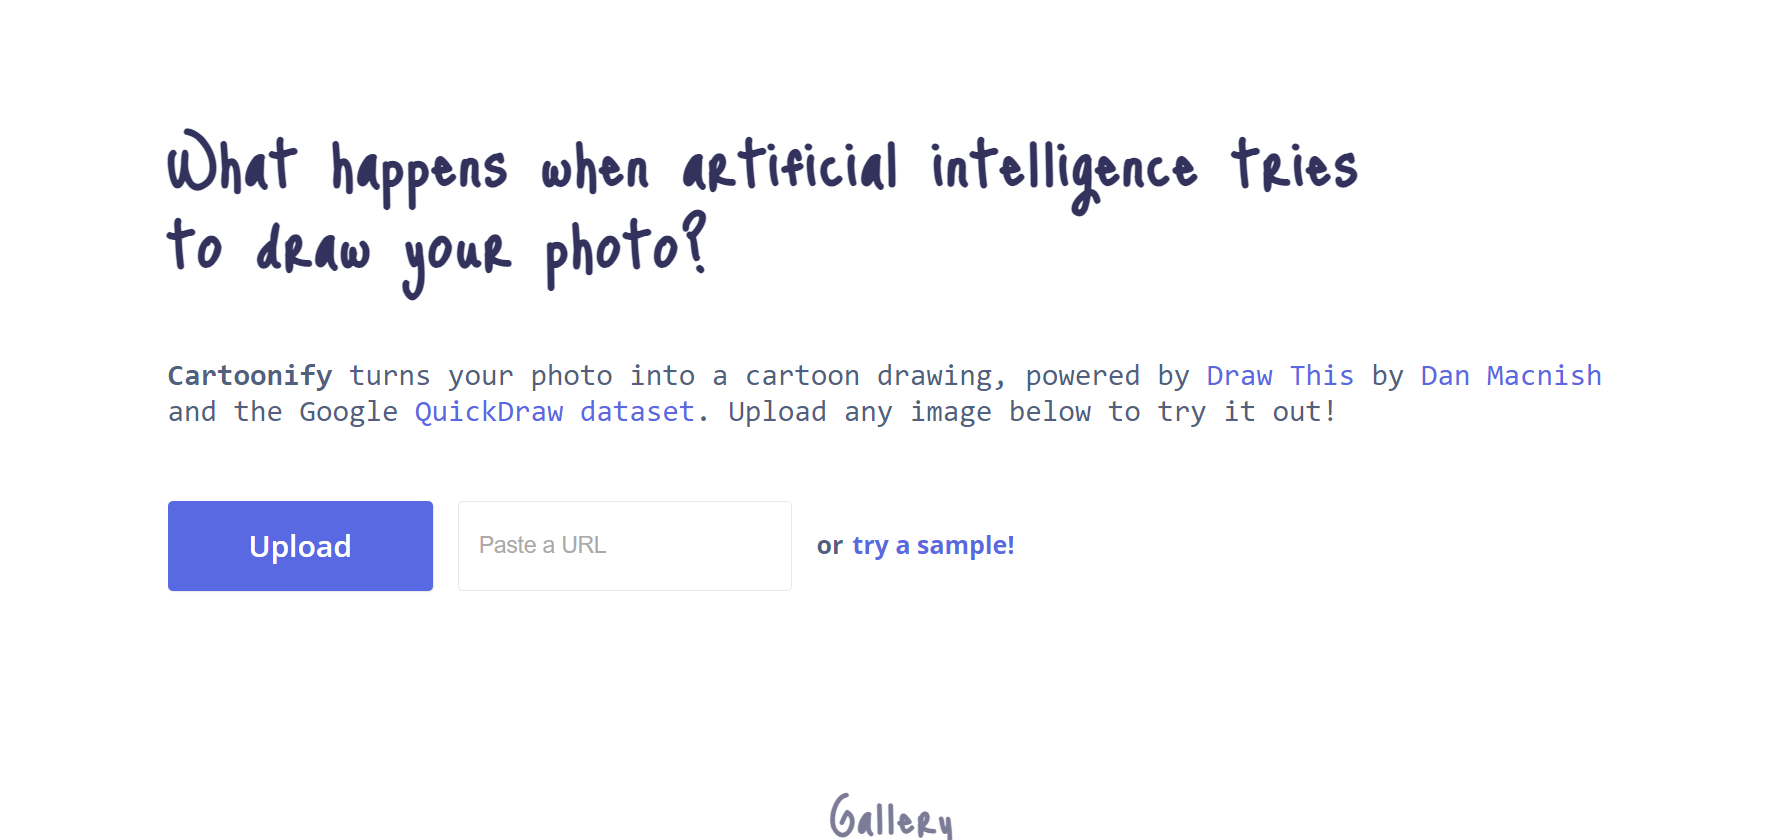 What happens when artificial intelligence tries
to draw your photo?
Cartoonify turns your photo into a cartoon drawing, powered by Draw This by Dan Macnish
and the Google QuickDraw dataset. Upload any image below to try it out!
Upload
Paste a URL
or try a sample!
Gallery